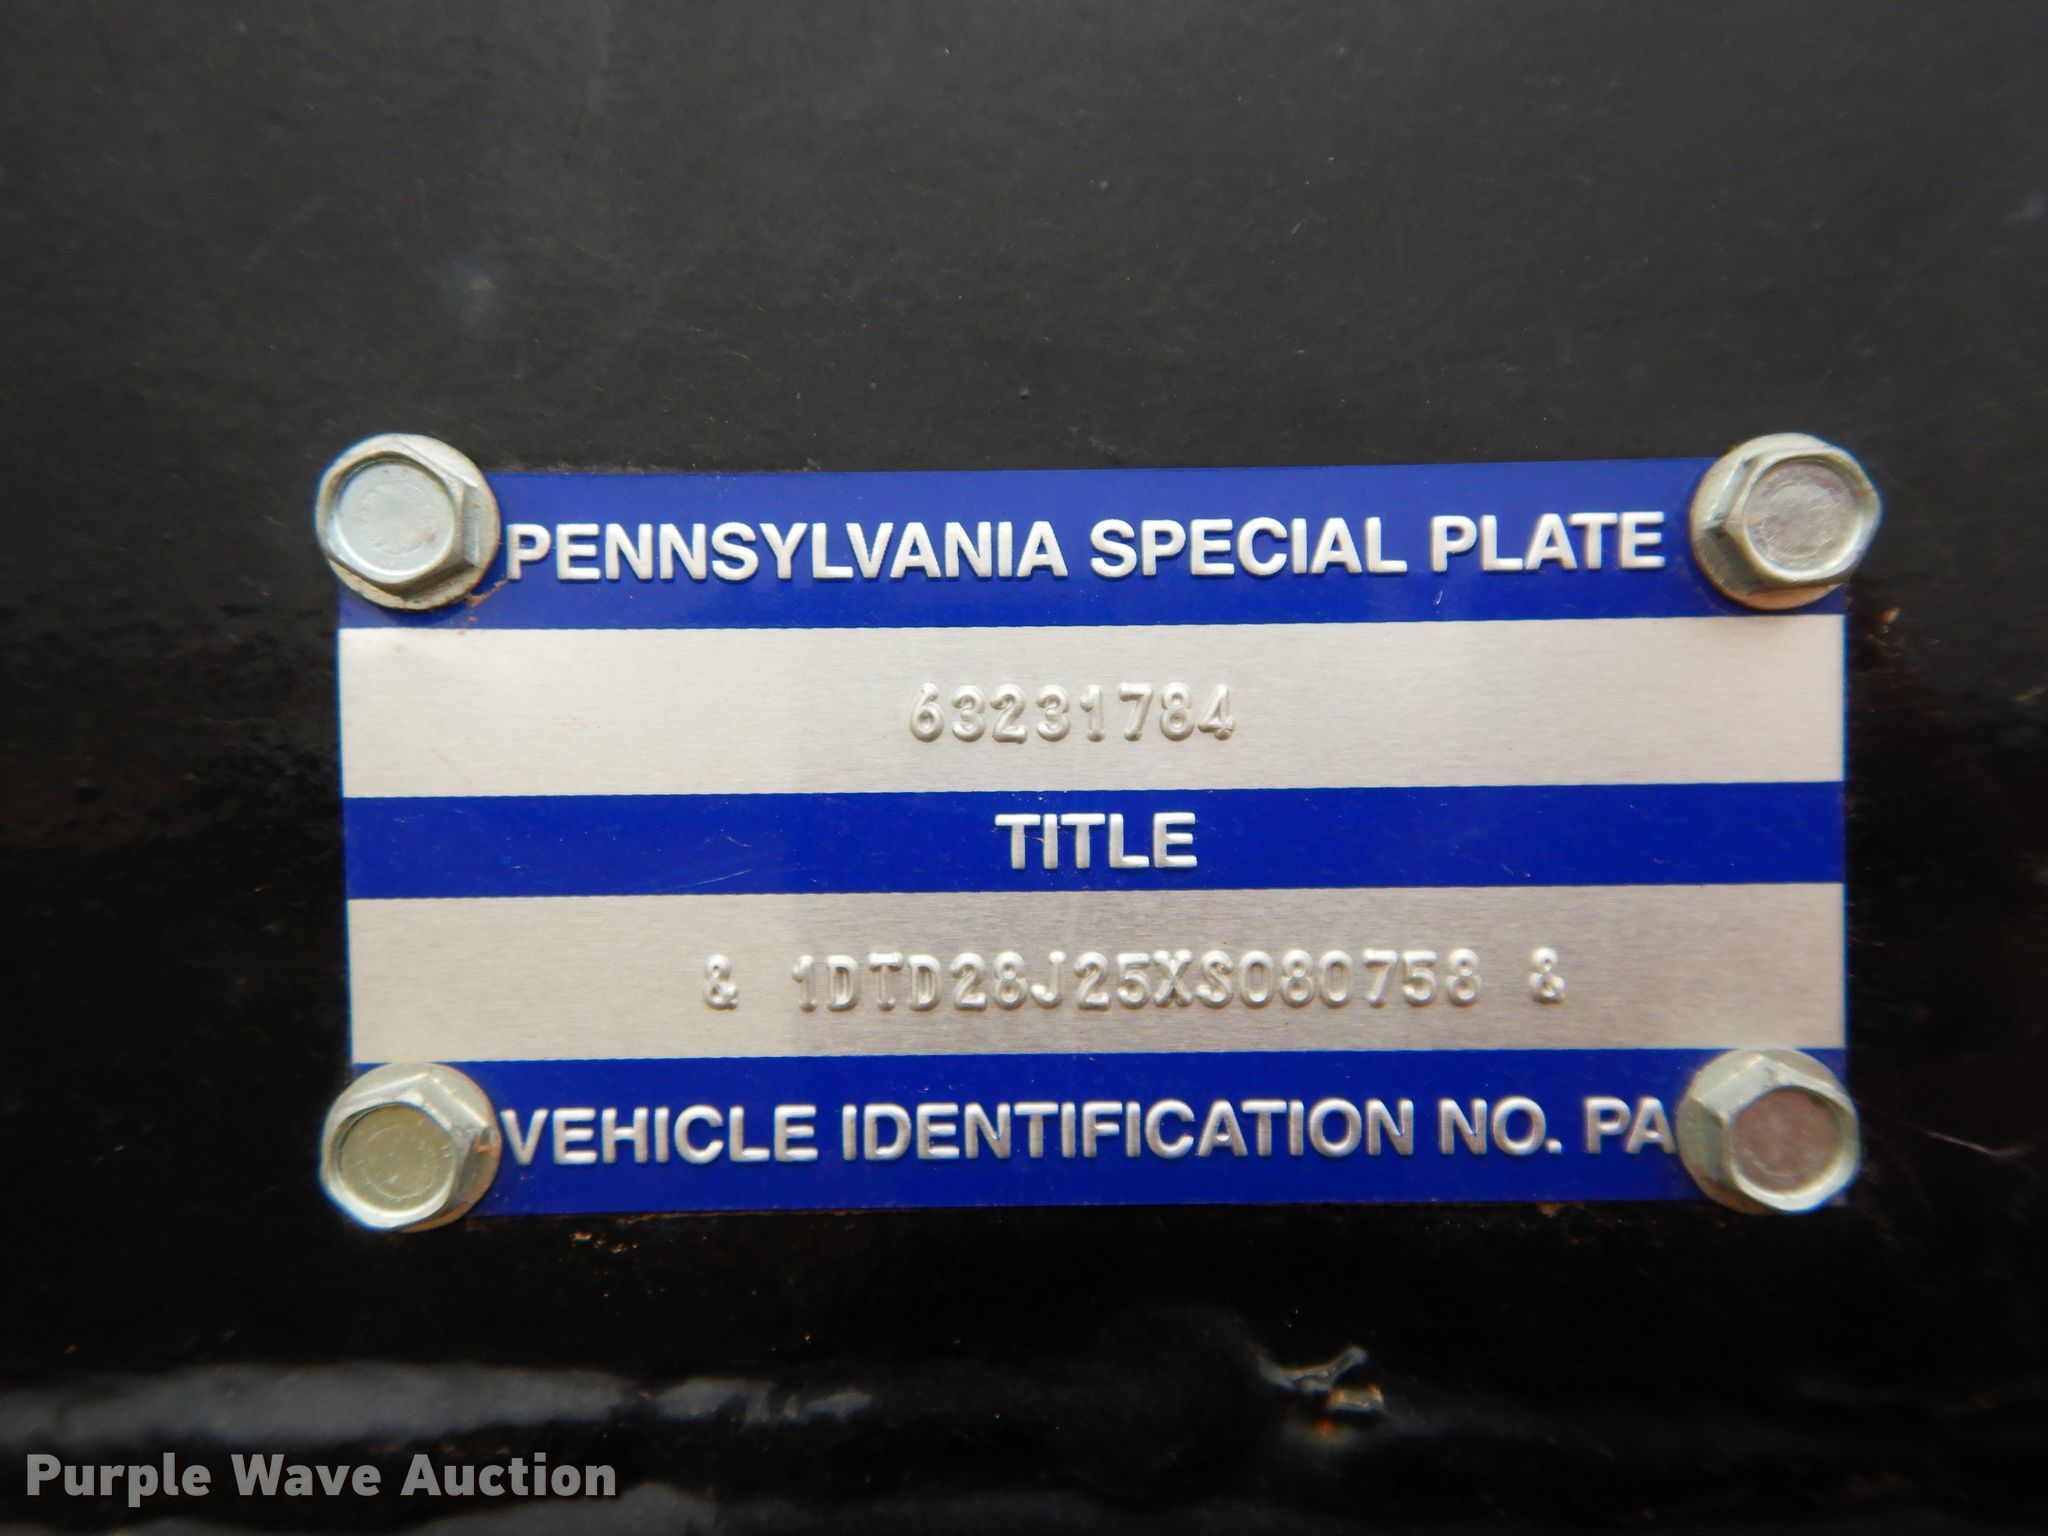 PENNSYLVANIA SPECIAL PLATE
63231784
TITLE
& 1DTD28J25XS080758 &
VEHICLE IDENTIFICATION NO. PA
Purple Wave Auction